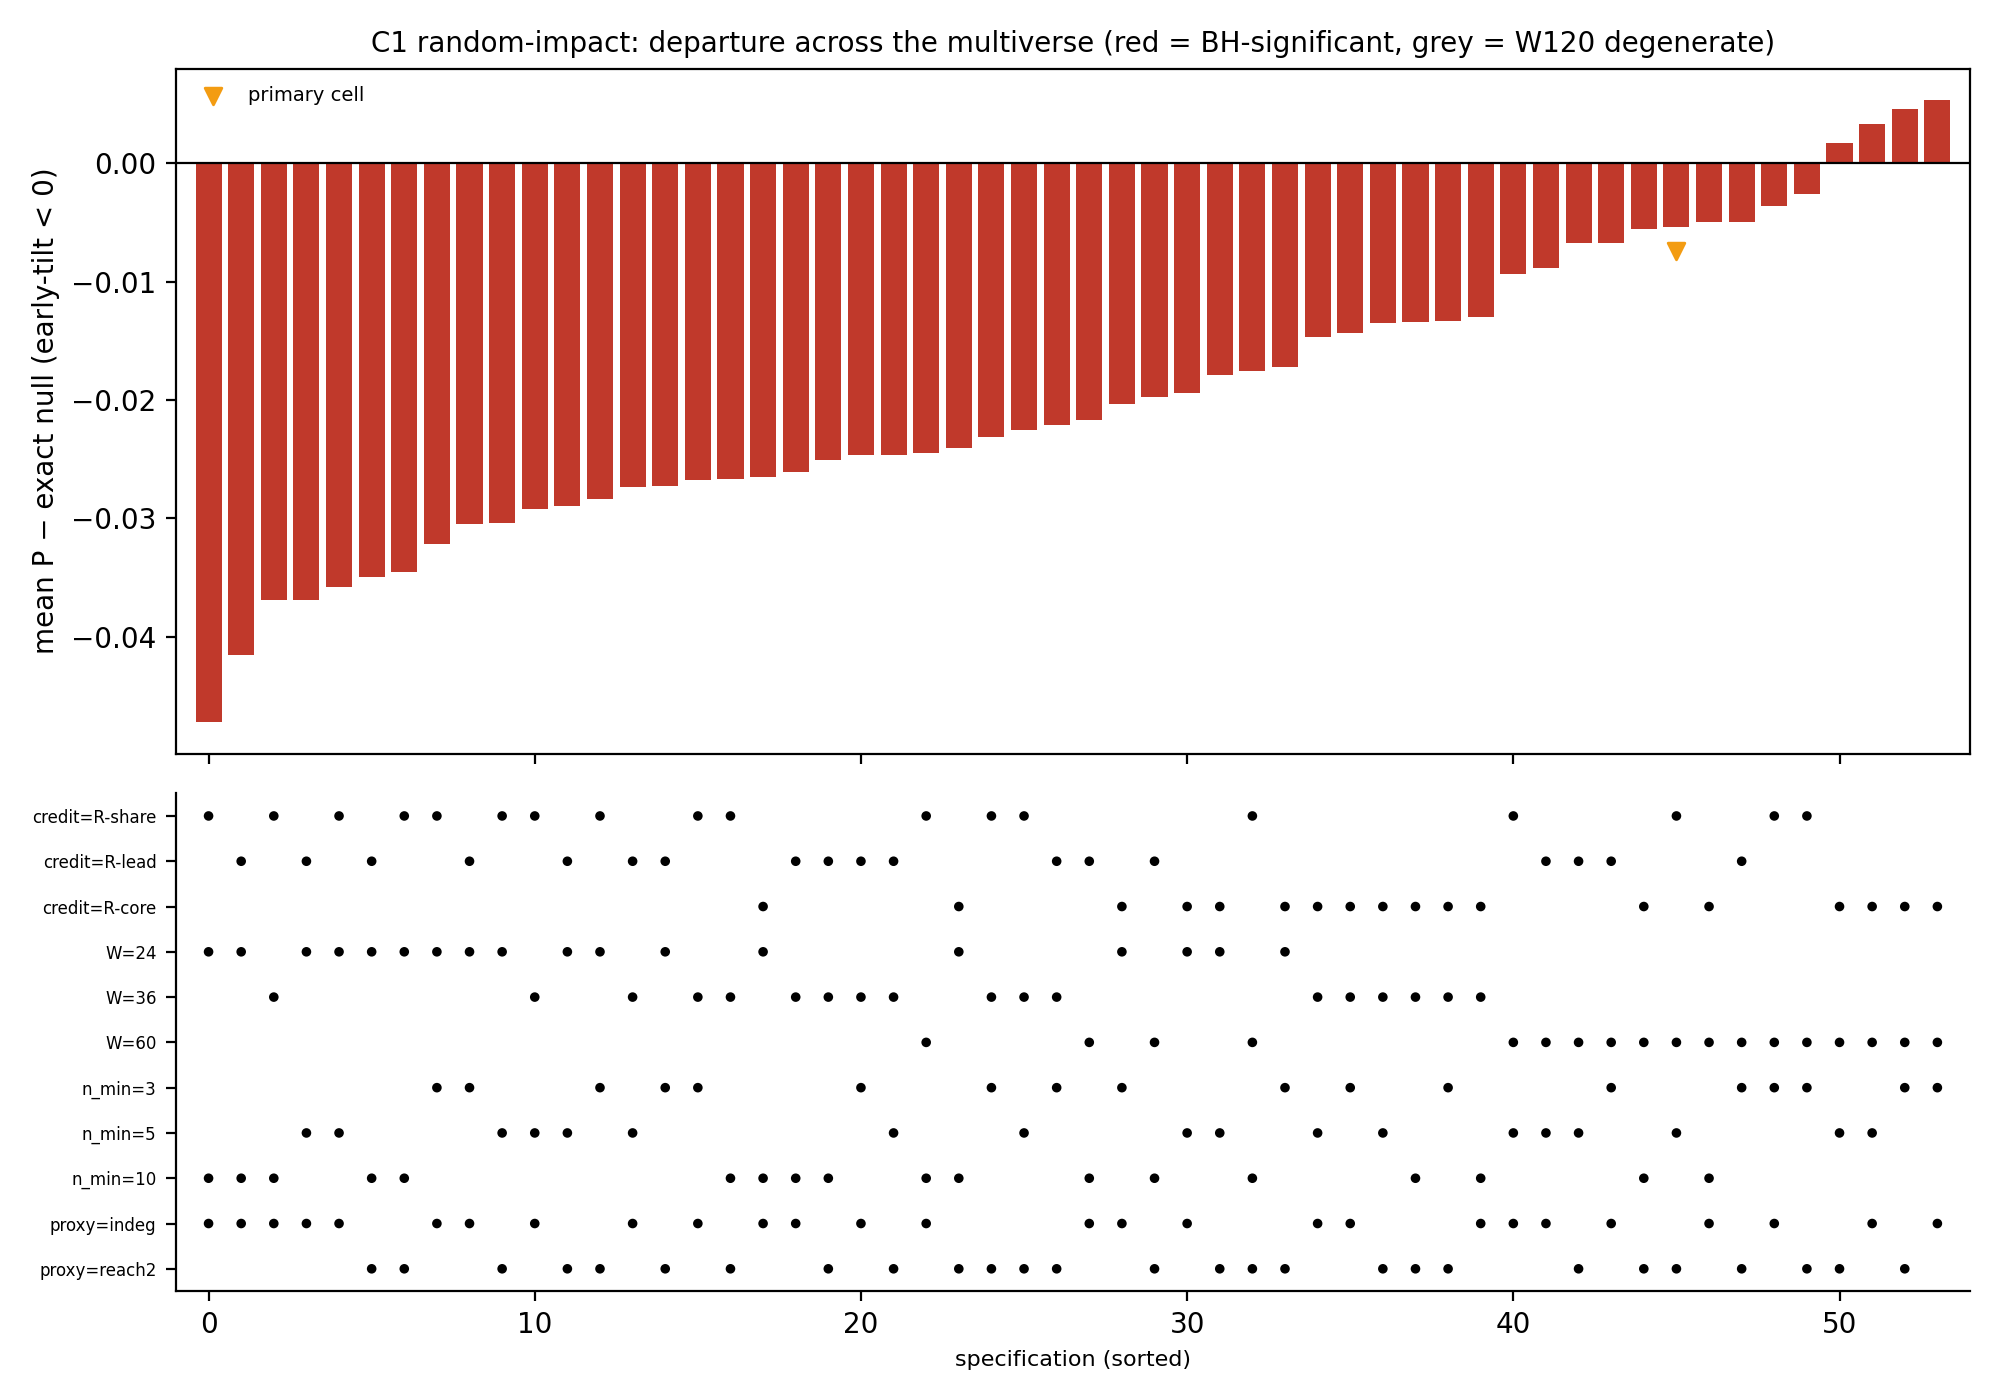 C1 random-impact: departure across the multiverse (red = BH-significant, grey = W120 degenerate)
primary cell
mean P − exact null (early-tilt < 0)
0.00
−0.01
−0.02
−0.03
−0.04
credit=R-share
credit=R-lead
credit=R-core
W=24
W=36
W=60
n_min=3
n_min=5
n_min=10
proxy=indeg
proxy=reach2
0 10 20 30 40 50
specification (sorted)